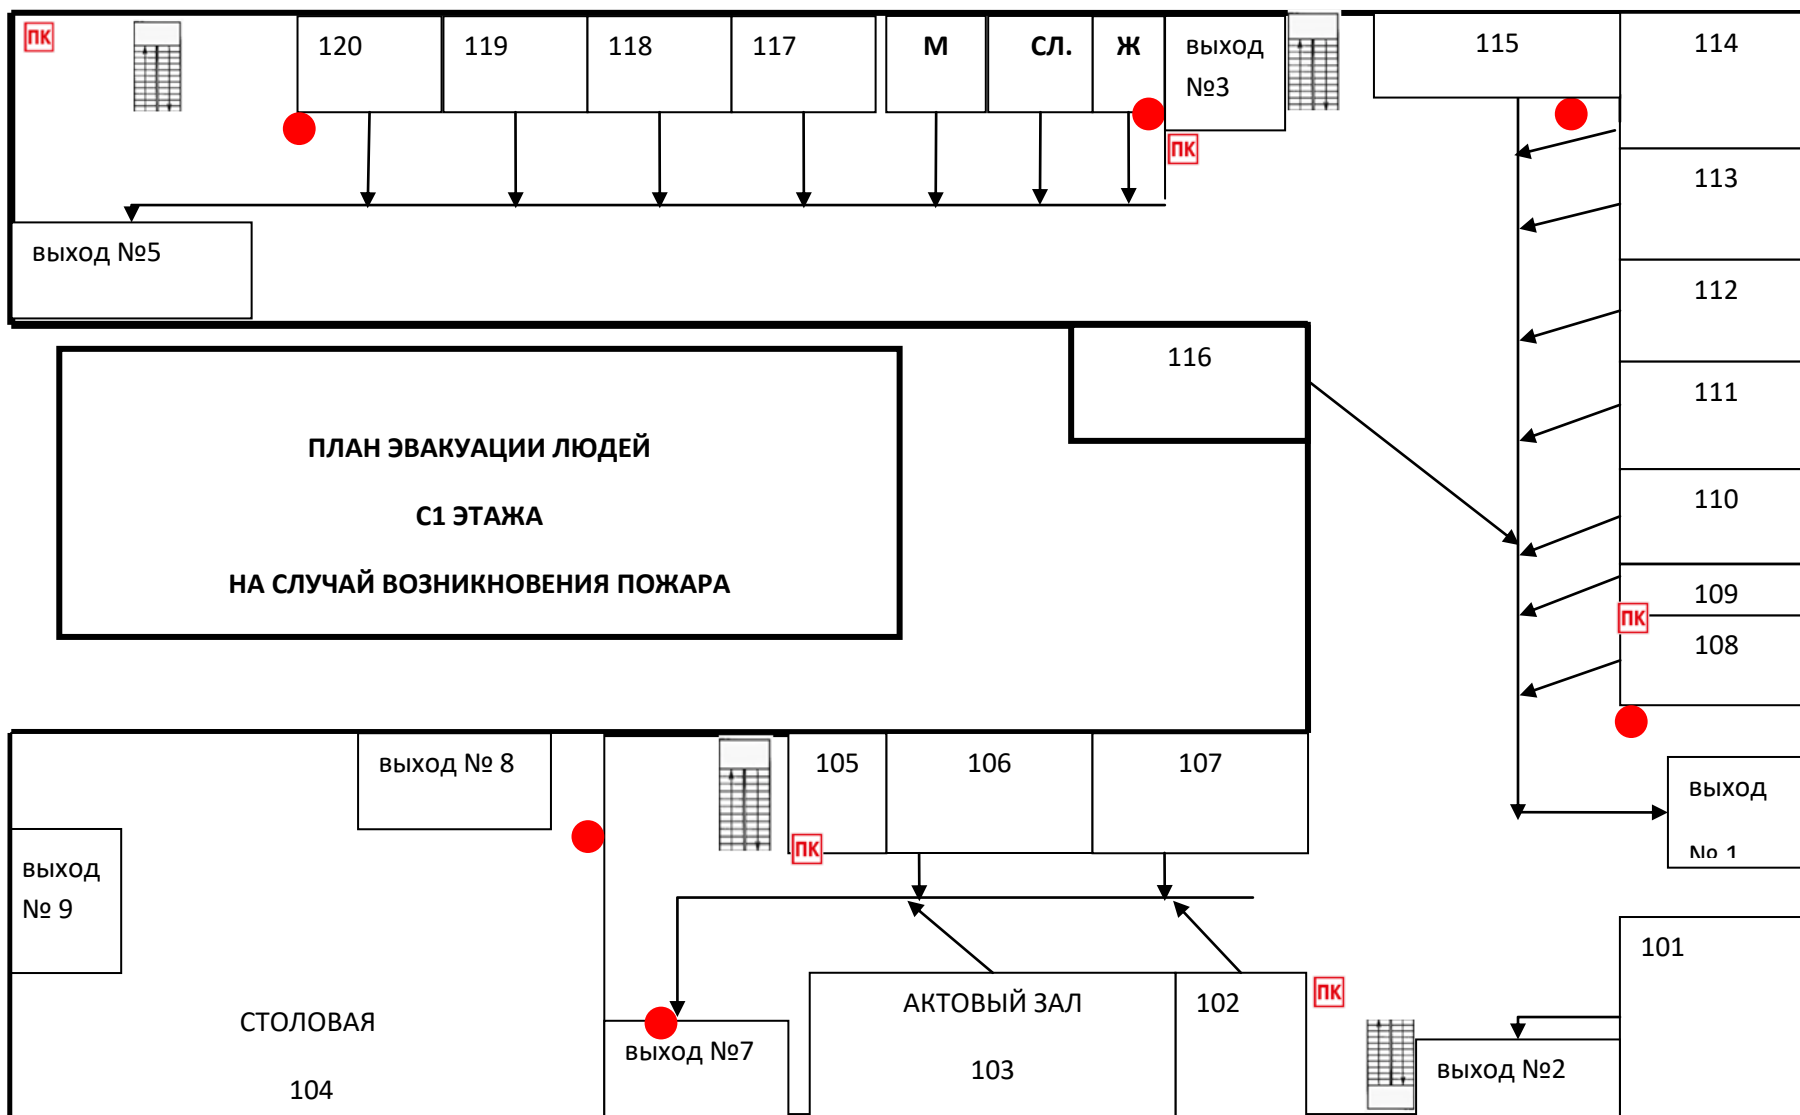 ПК
120
119
118
117
М
СЛ.
Ж
выход
№3
115
114
ПК
113
выход №5
112
116
111
ПЛАН ЭВАКУАЦИИ ЛЮДЕЙ
С1 ЭТАЖА
НА СЛУЧАЙ ВОЗНИКНОВЕНИЯ ПОЖАРА
110
109
ПК
108
выход № 8
105
106
107
выход
№ 1
ПК
выход
№ 9
101
ПК
СТОЛОВАЯ
104
АКТОВЫЙ ЗАЛ
103
102
выход №7
выход №2